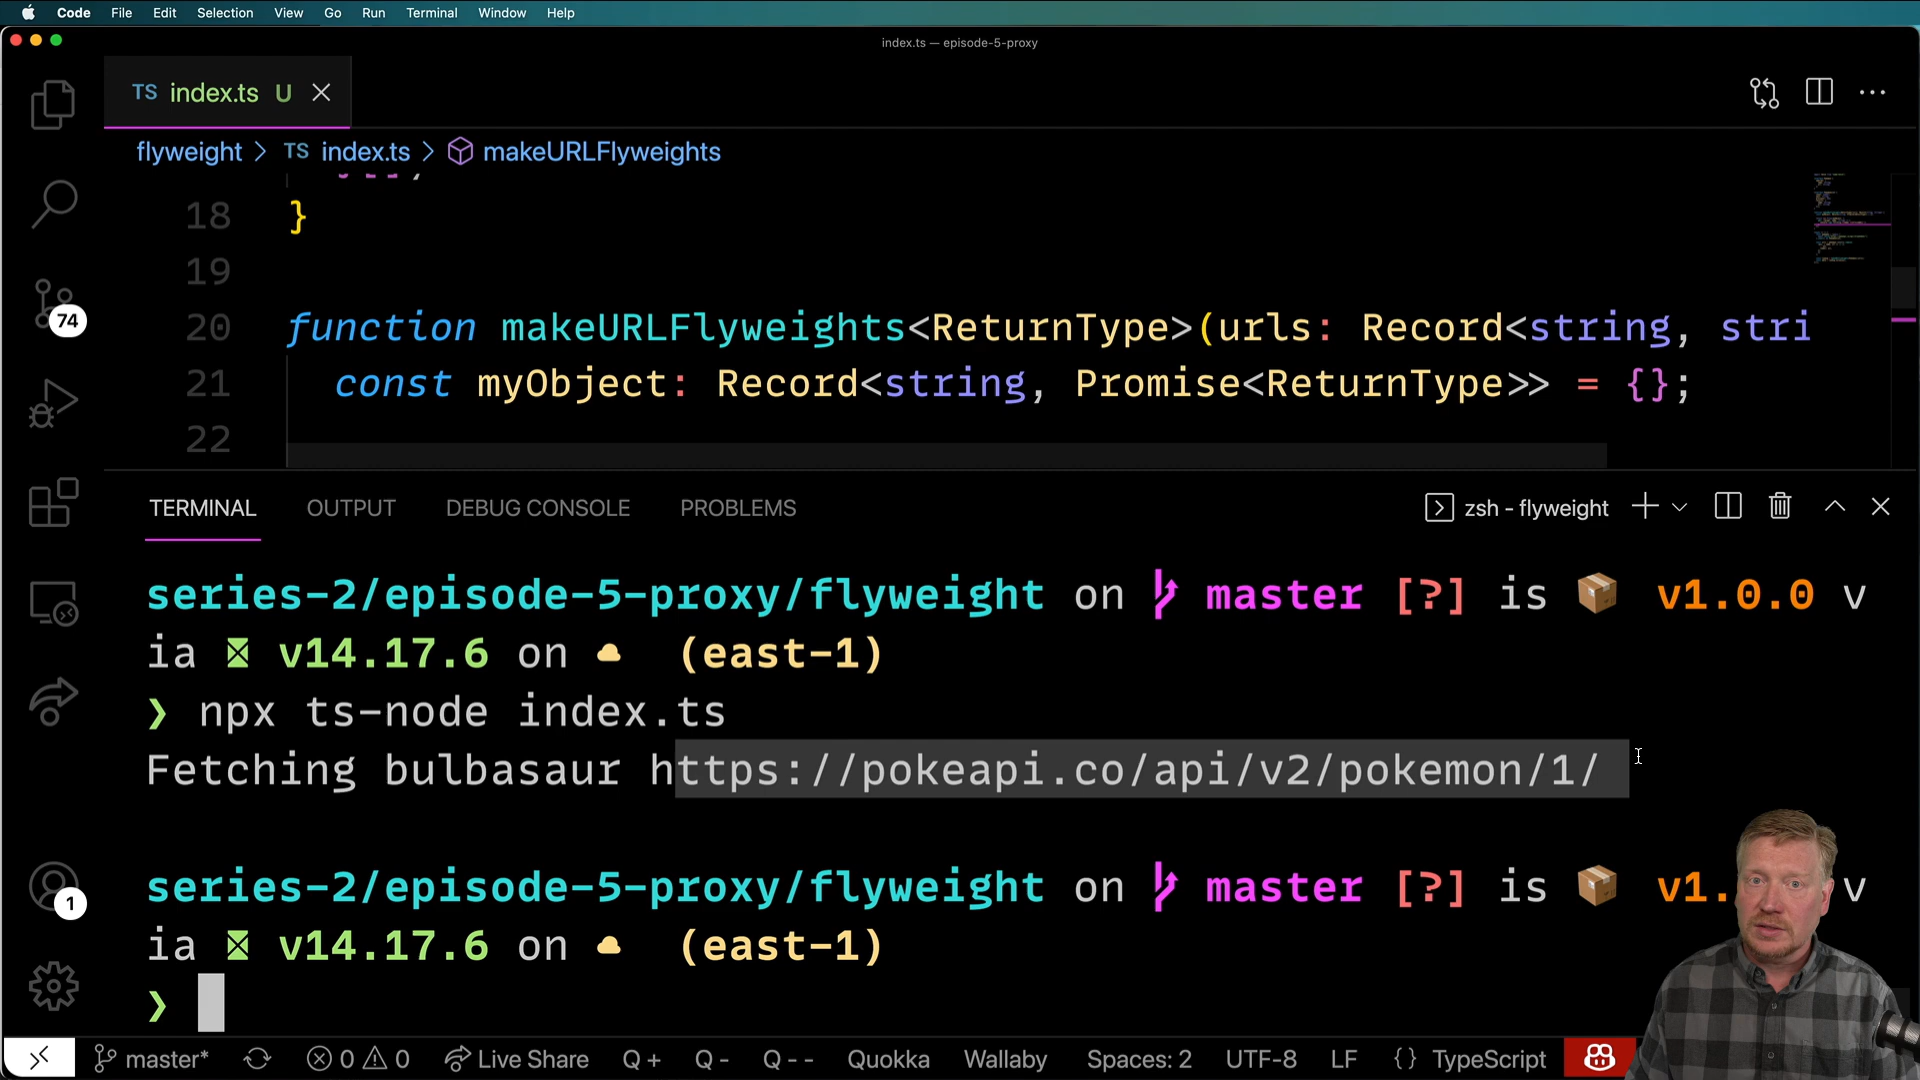 Code File Edit Selection View Go Run Terminal Window Help
index.ts — episode-5-proxy
TS index.ts U
flyweight > TS index.ts > makeURLFlyweights
18 }
19
20 function makeURLFlyweights<ReturnType>(urls: Record<string, stri
21 const myObject: Record<string, Promise<ReturnType>> = {};
22
74
TERMINAL OUTPUT DEBUG CONSOLE PROBLEMS zsh - flyweight
series-2/episode-5-proxy/flyweight on master [?] is 📦 v1.0.0 v
ia v14.17.6 on (east-1)
❯ npx ts-node index.ts
Fetching bulbasaur https://pokeapi.co/api/v2/pokemon/1/
series-2/episode-5-proxy/flyweight on master [?] is 📦 v1. v
1
ia v14.17.6 on (east-1)
❯
master* 0 0 Live Share Q + Q - Q - - Quokka Wallaby Spaces: 2 UTF-8 LF {} TypeScript